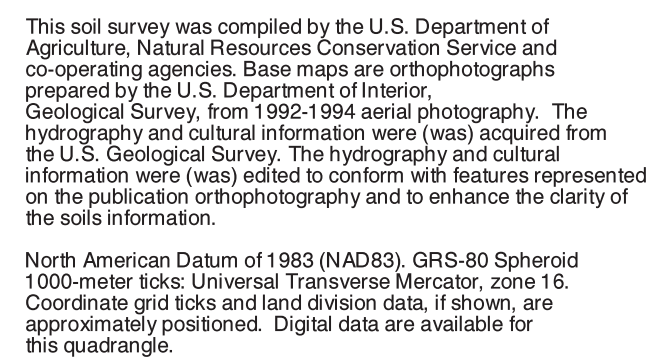 This soil survey was compiled by the U.S. Department of
Agriculture, Natural Resources Conservation Service and
co-operating agencies. Base maps are orthophotographs
prepared by the U.S. Department of Interior,
Geological Survey, from 1992-1994 aerial photography.  The
hydrography and cultural information were (was) acquired from
the U.S. Geological Survey. The hydrography and cultural
information were (was) edited to conform with features represented
on the publication orthophotography and to enhance the clarity of
the soils information.

North American Datum of 1983 (NAD83). GRS-80 Spheroid
1000-meter ticks: Universal Transverse Mercator, zone 16.
Coordinate grid ticks and land division data, if shown, are
approximately positioned.  Digital data are available for
this quadrangle.